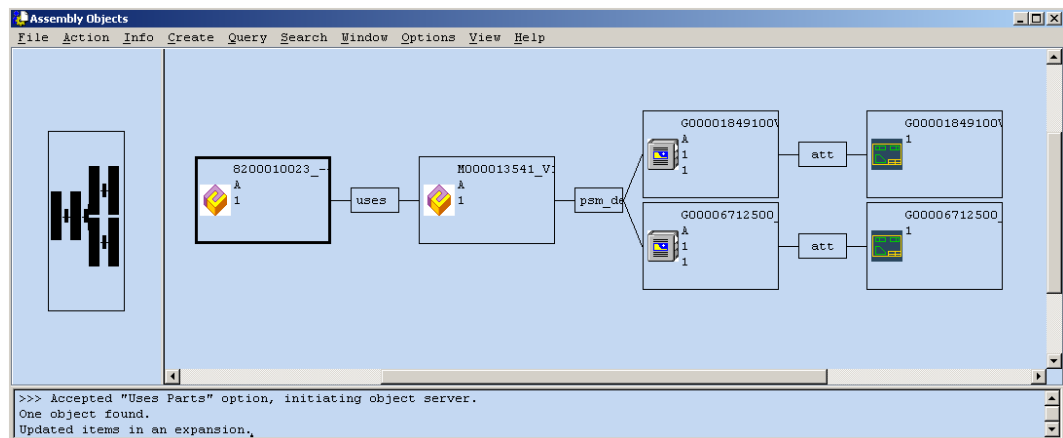 Assembly Objects
File Action Info Create Query Search Window Options View Help
8200010023_-
A
1
uses
M000013541_V1
A
1
psm_de
G00001849100V
A
1
1
att
G00001849100V
1
G00006712500_
A
1
1
att
G00006712500_
1
>>> Accepted "Uses Parts" option, initiating object server.
One object found.
Updated items in an expansion.